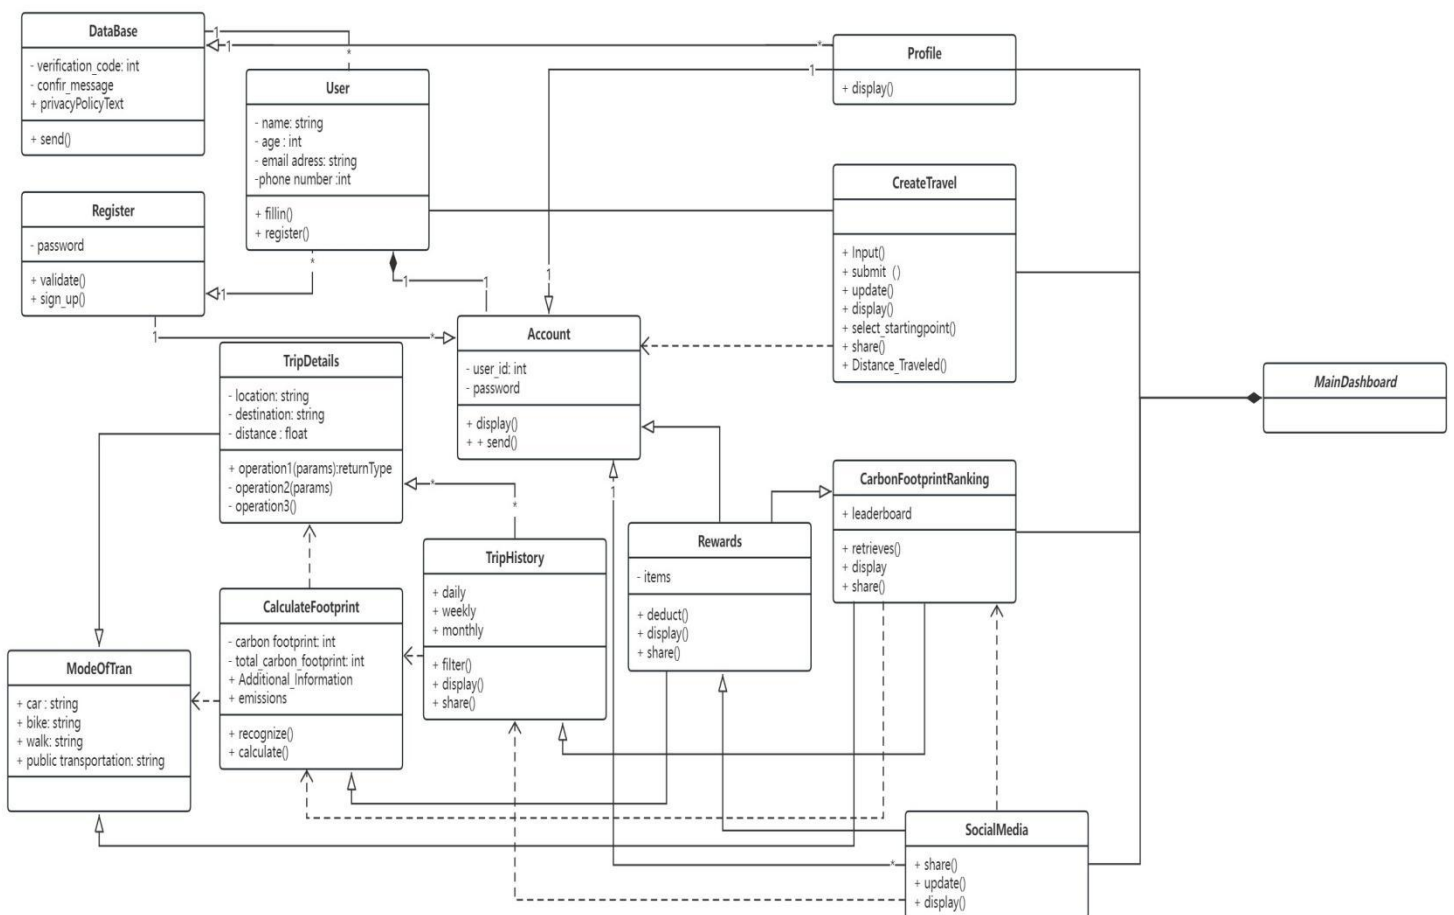 DataBase
- verification_code: int
- confir_message
+ privacyPolicyText
+ send()
1
*
1
*
User
- name: string
- age : int
- email adress: string
-phone number :int
+ fillin()
+ register()
Profile
+ display()
1
1
Register
- password
+ validate()
+ sign_up()
*
1
1
1
1
*
CreateTravel
+ Input()
+ submit ()
+ update()
+ display()
+ select_startingpoint()
+ share()
+ Distance_Traveled()
Account
- user_id: int
- password
+ display()
+ + send()
TripDetails
- location: string
- destination: string
- distance : float
+ operation1(params):returnType
- operation2(params)
- operation3()
*
*
MainDashboard
CarbonFootprintRanking
+ leaderboard
+ retrieves()
+ display
+ share()
1
Rewards
- items
+ deduct()
+ display()
+ share()
TripHistory
+ daily
+ weekly
+ monthly
+ filter()
+ display()
+ share()
CalculateFootprint
- carbon footprint: int
- total_carbon_footprint: int
+ Additional_Information
+ emissions
+ recognize()
+ calculate()
ModeOfTran
+ car : string
+ bike: string
+ walk: string
+ public transportation: string
SocialMedia
+ share()
+ update()
+ display()
*